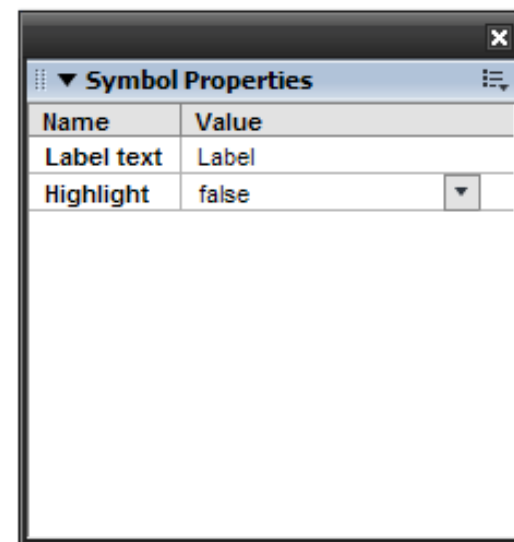 Symbol Properties
Name Value
Label text Label
Highlight false